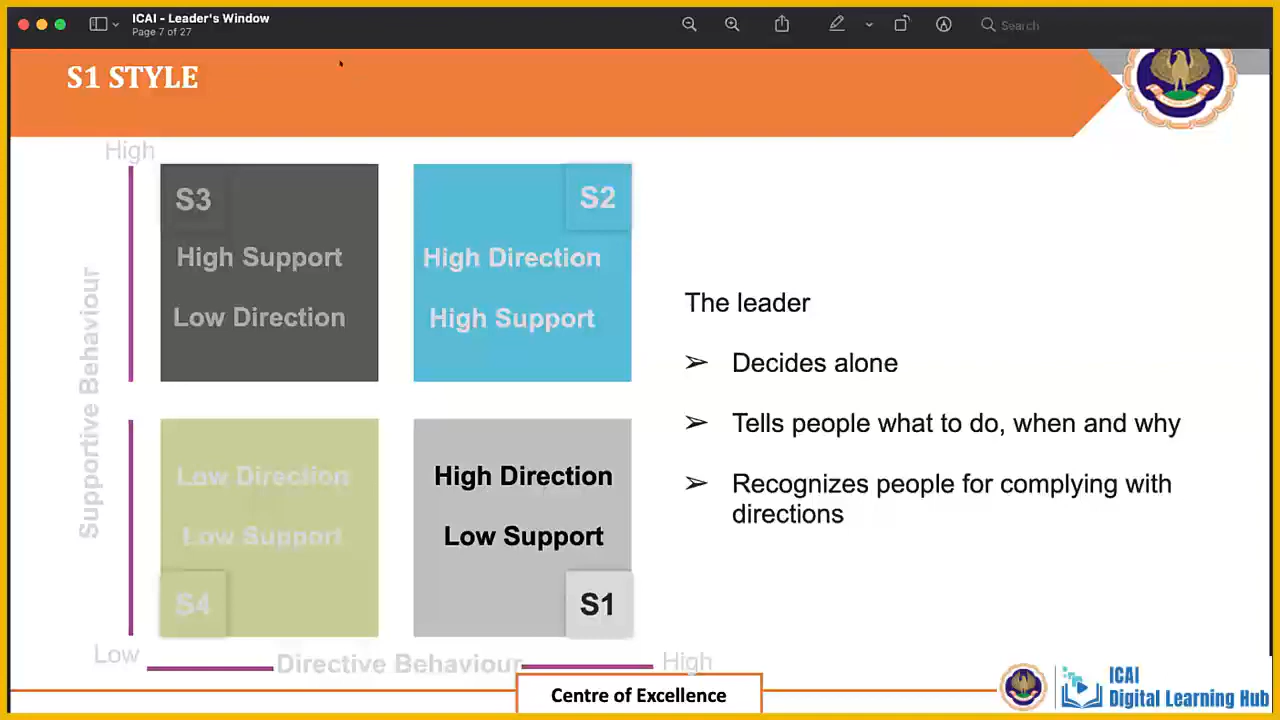 ICAI - Leader's Window
Page 7 of 27
Search
S1 STYLE
High
S3
High Support
Low Direction
S2
High Direction
High Support
Supportive Behaviour
Low Direction
Low Support
S4
High Direction
Low Support
S1
Low
Directive Behaviour
High
The leader
➢ Decides alone
➢ Tells people what to do, when and why
➢ Recognizes people for complying with
directions
Centre of Excellence
ICAI
Digital Learning Hub